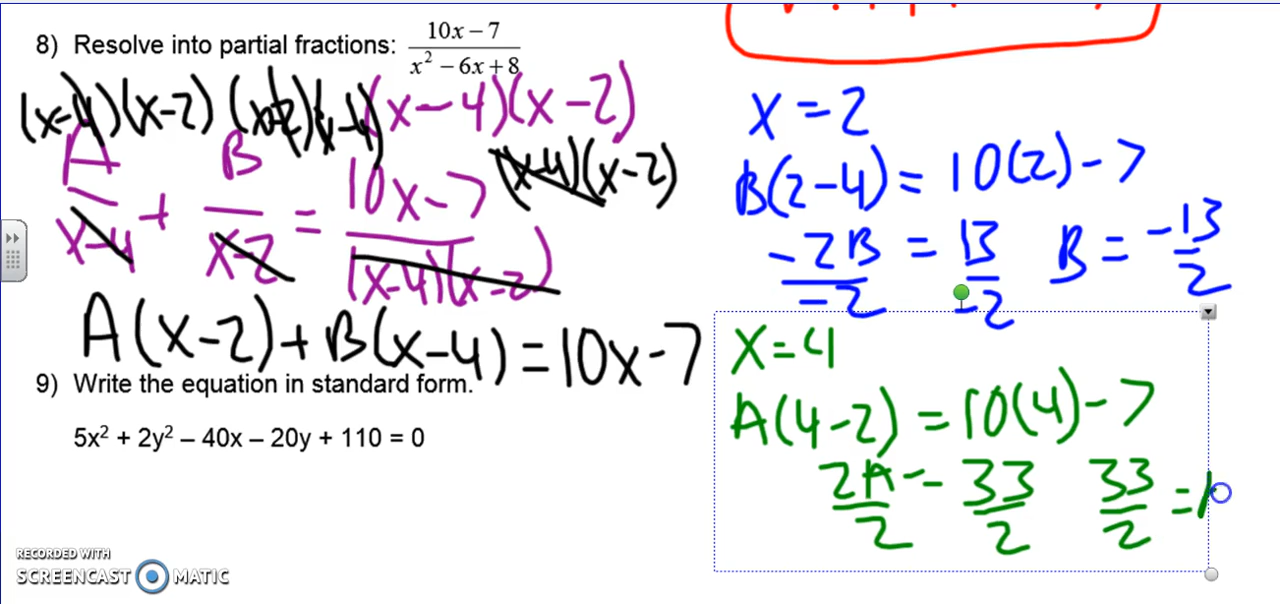 8) Resolve into partial fractions: 10x – 7 / x² – 6x + 8
(x-4)(x-2) (x-2)(x-4) (x-4)(x-2)
A/x-4 + B/x-2 = 10x-7/(x-4)(x-2) (x-4)(x-2)
A(x-2)+B(x-4)=10x-7
9) Write the equation in standard form.
5x² + 2y² – 40x – 20y + 110 = 0
x=2
B(2-4)=10(2)-7
-2B/-2 = 13/-2 B=-13/2
x=4
A(4-2)=10(4)-7
2A/2=33/2 33/2=
RECORDED WITH
SCREENCAST MATIC